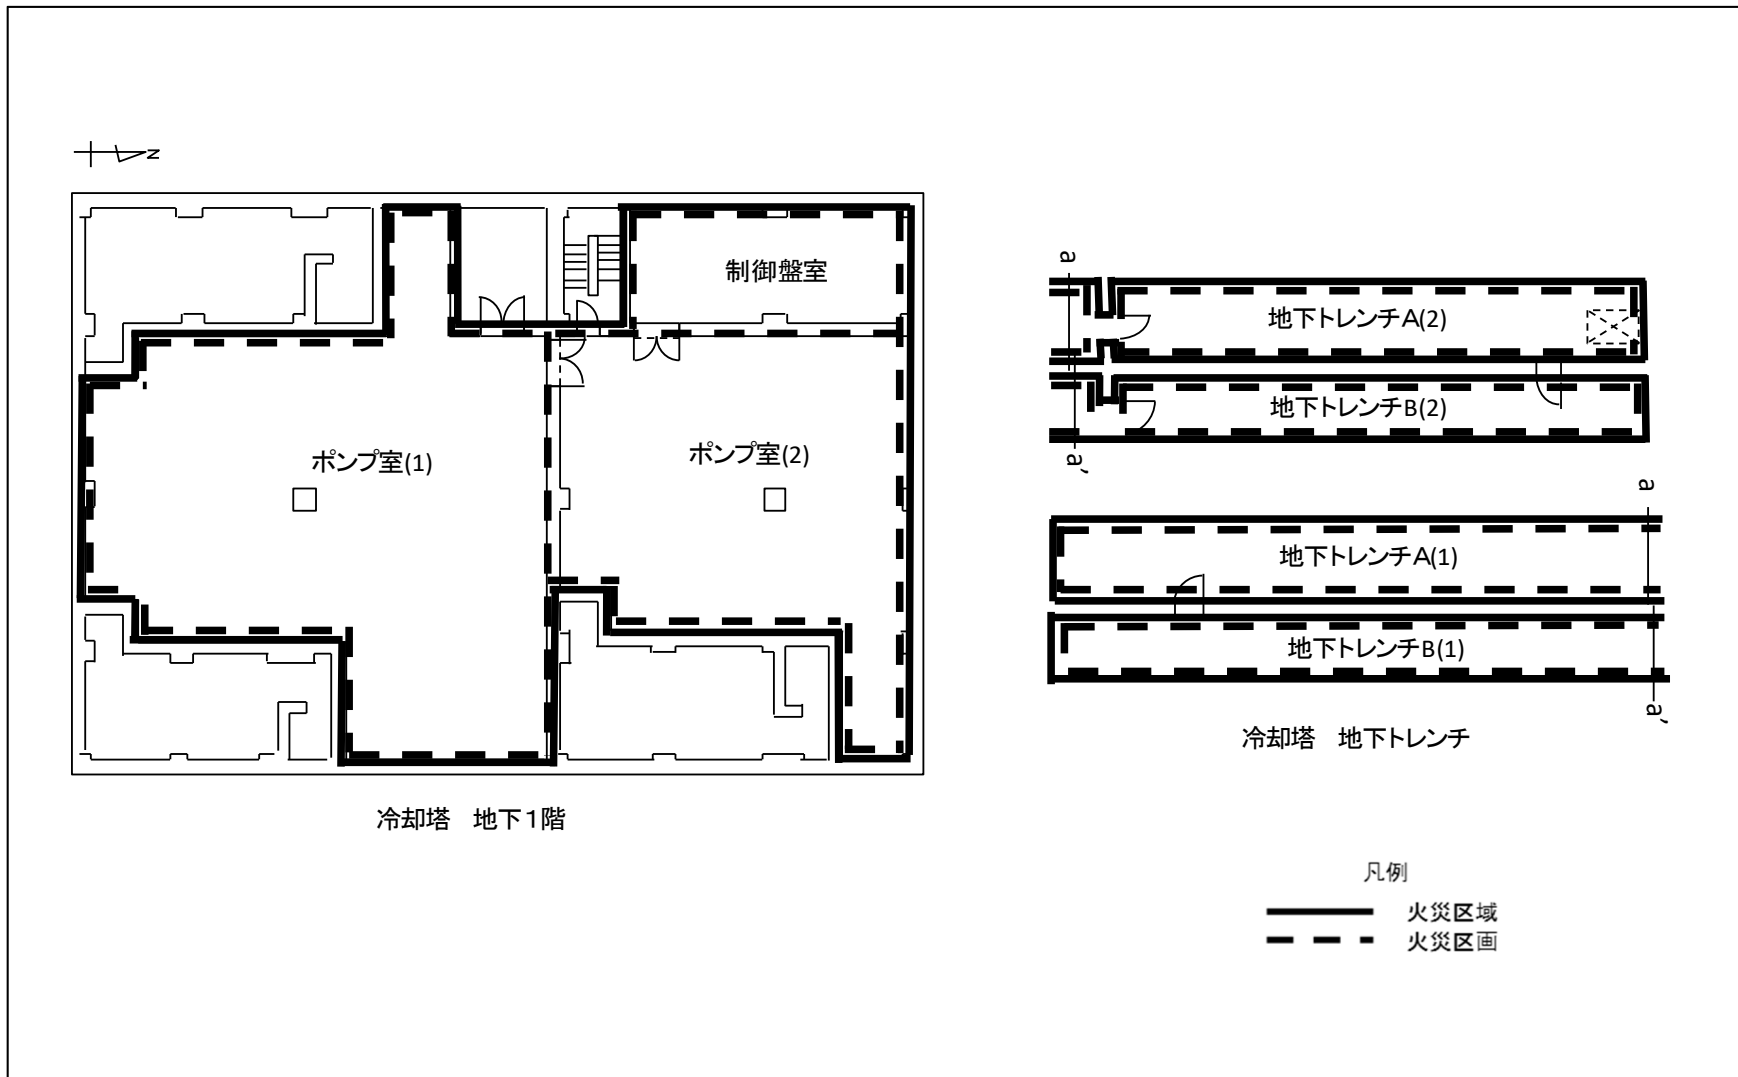 N
制御盤室
ポンプ室(1)
ポンプ室(2)
冷却塔　地下1階
a
地下トレンチA(2)
地下トレンチB(2)
a’
a
地下トレンチA(1)
地下トレンチB(1)
a’
冷却塔　地下トレンチ
凡例
火災区域
火災区画